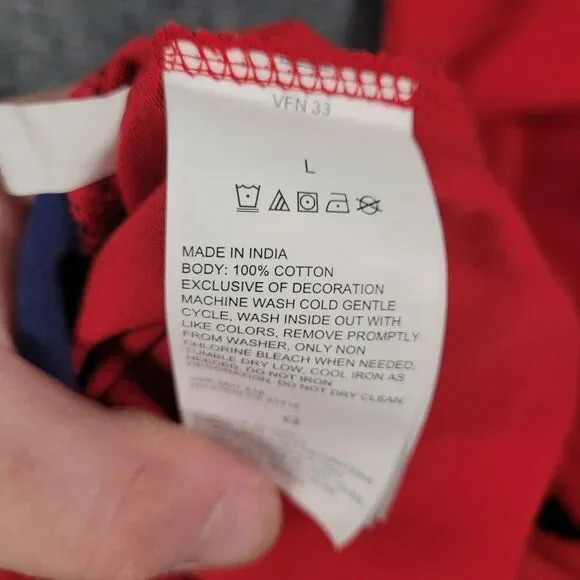 VFN 33
L
MADE IN INDIA
BODY: 100% COTTON
EXCLUSIVE OF DECORATION
MACHINE WASH COLD GENTLE
CYCLE, WASH INSIDE OUT WITH
LIKE COLORS, REMOVE PROMPTLY
FROM WASHER, ONLY NON
CHLORINE BLEACH WHEN NEEDED,
TUMBLE DRY LOW, COOL IRON AS
NECESSARY, DO NOT IRON
DECORATION, DO NOT DRY CLEAN.